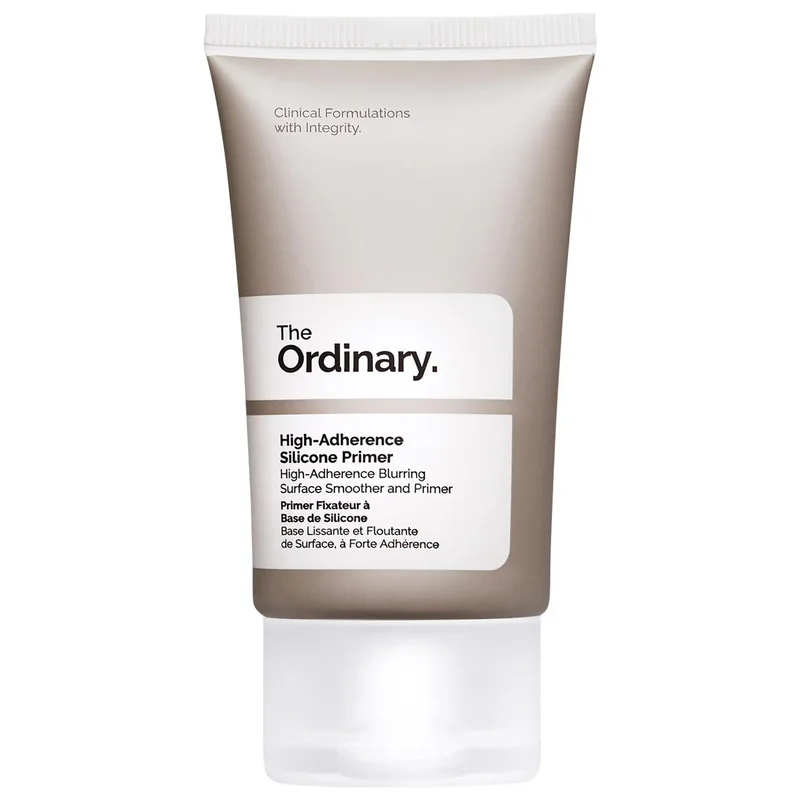 Clinical Formulations
with Integrity.
The
Ordinary.
High-Adherence
Silicone Primer
High-Adherence Blurring
Surface Smoother and Primer
Primer Fixateur à
Base de Silicone
Base Lissante et Floutante
de Surface, à Forte Adhérence